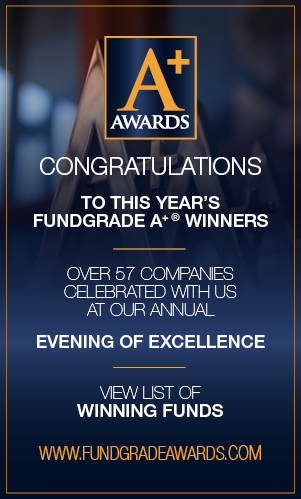 A+
AWARDS
CONGRATULATIONS
TO THIS YEAR'S
FUNDGRADE A+® WINNERS
OVER 57 COMPANIES
CELEBRATED WITH US
AT OUR ANNUAL
EVENING OF EXCELLENCE
VIEW LIST OF
WINNING FUNDS
WWW.FUNDGRADEAWARDS.COM